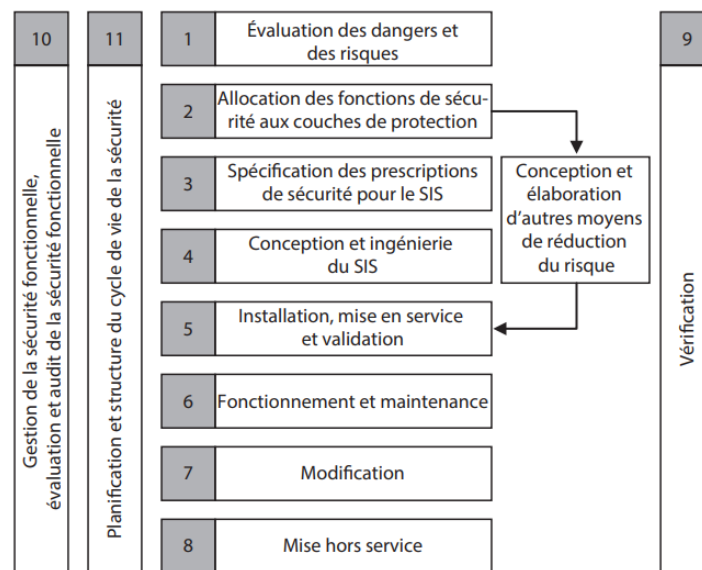 10
Gestion de la sécurité fonctionnelle,
évaluation et audit de la sécurité fonctionnelle
11
Planification et structure du cycle de vie de la sécurité
1
Évaluation des dangers et
des risques
2
Allocation des fonctions de sécu-
rité aux couches de protection
3
Spécification des prescriptions
de sécurité pour le SIS
4
Conception et ingénierie
du SIS
5
Installation, mise en service
et validation
6
Fonctionnement et maintenance
7
Modification
8
Mise hors service
Conception et
élaboration
d'autres moyens
de réduction
du risque
9
Vérification